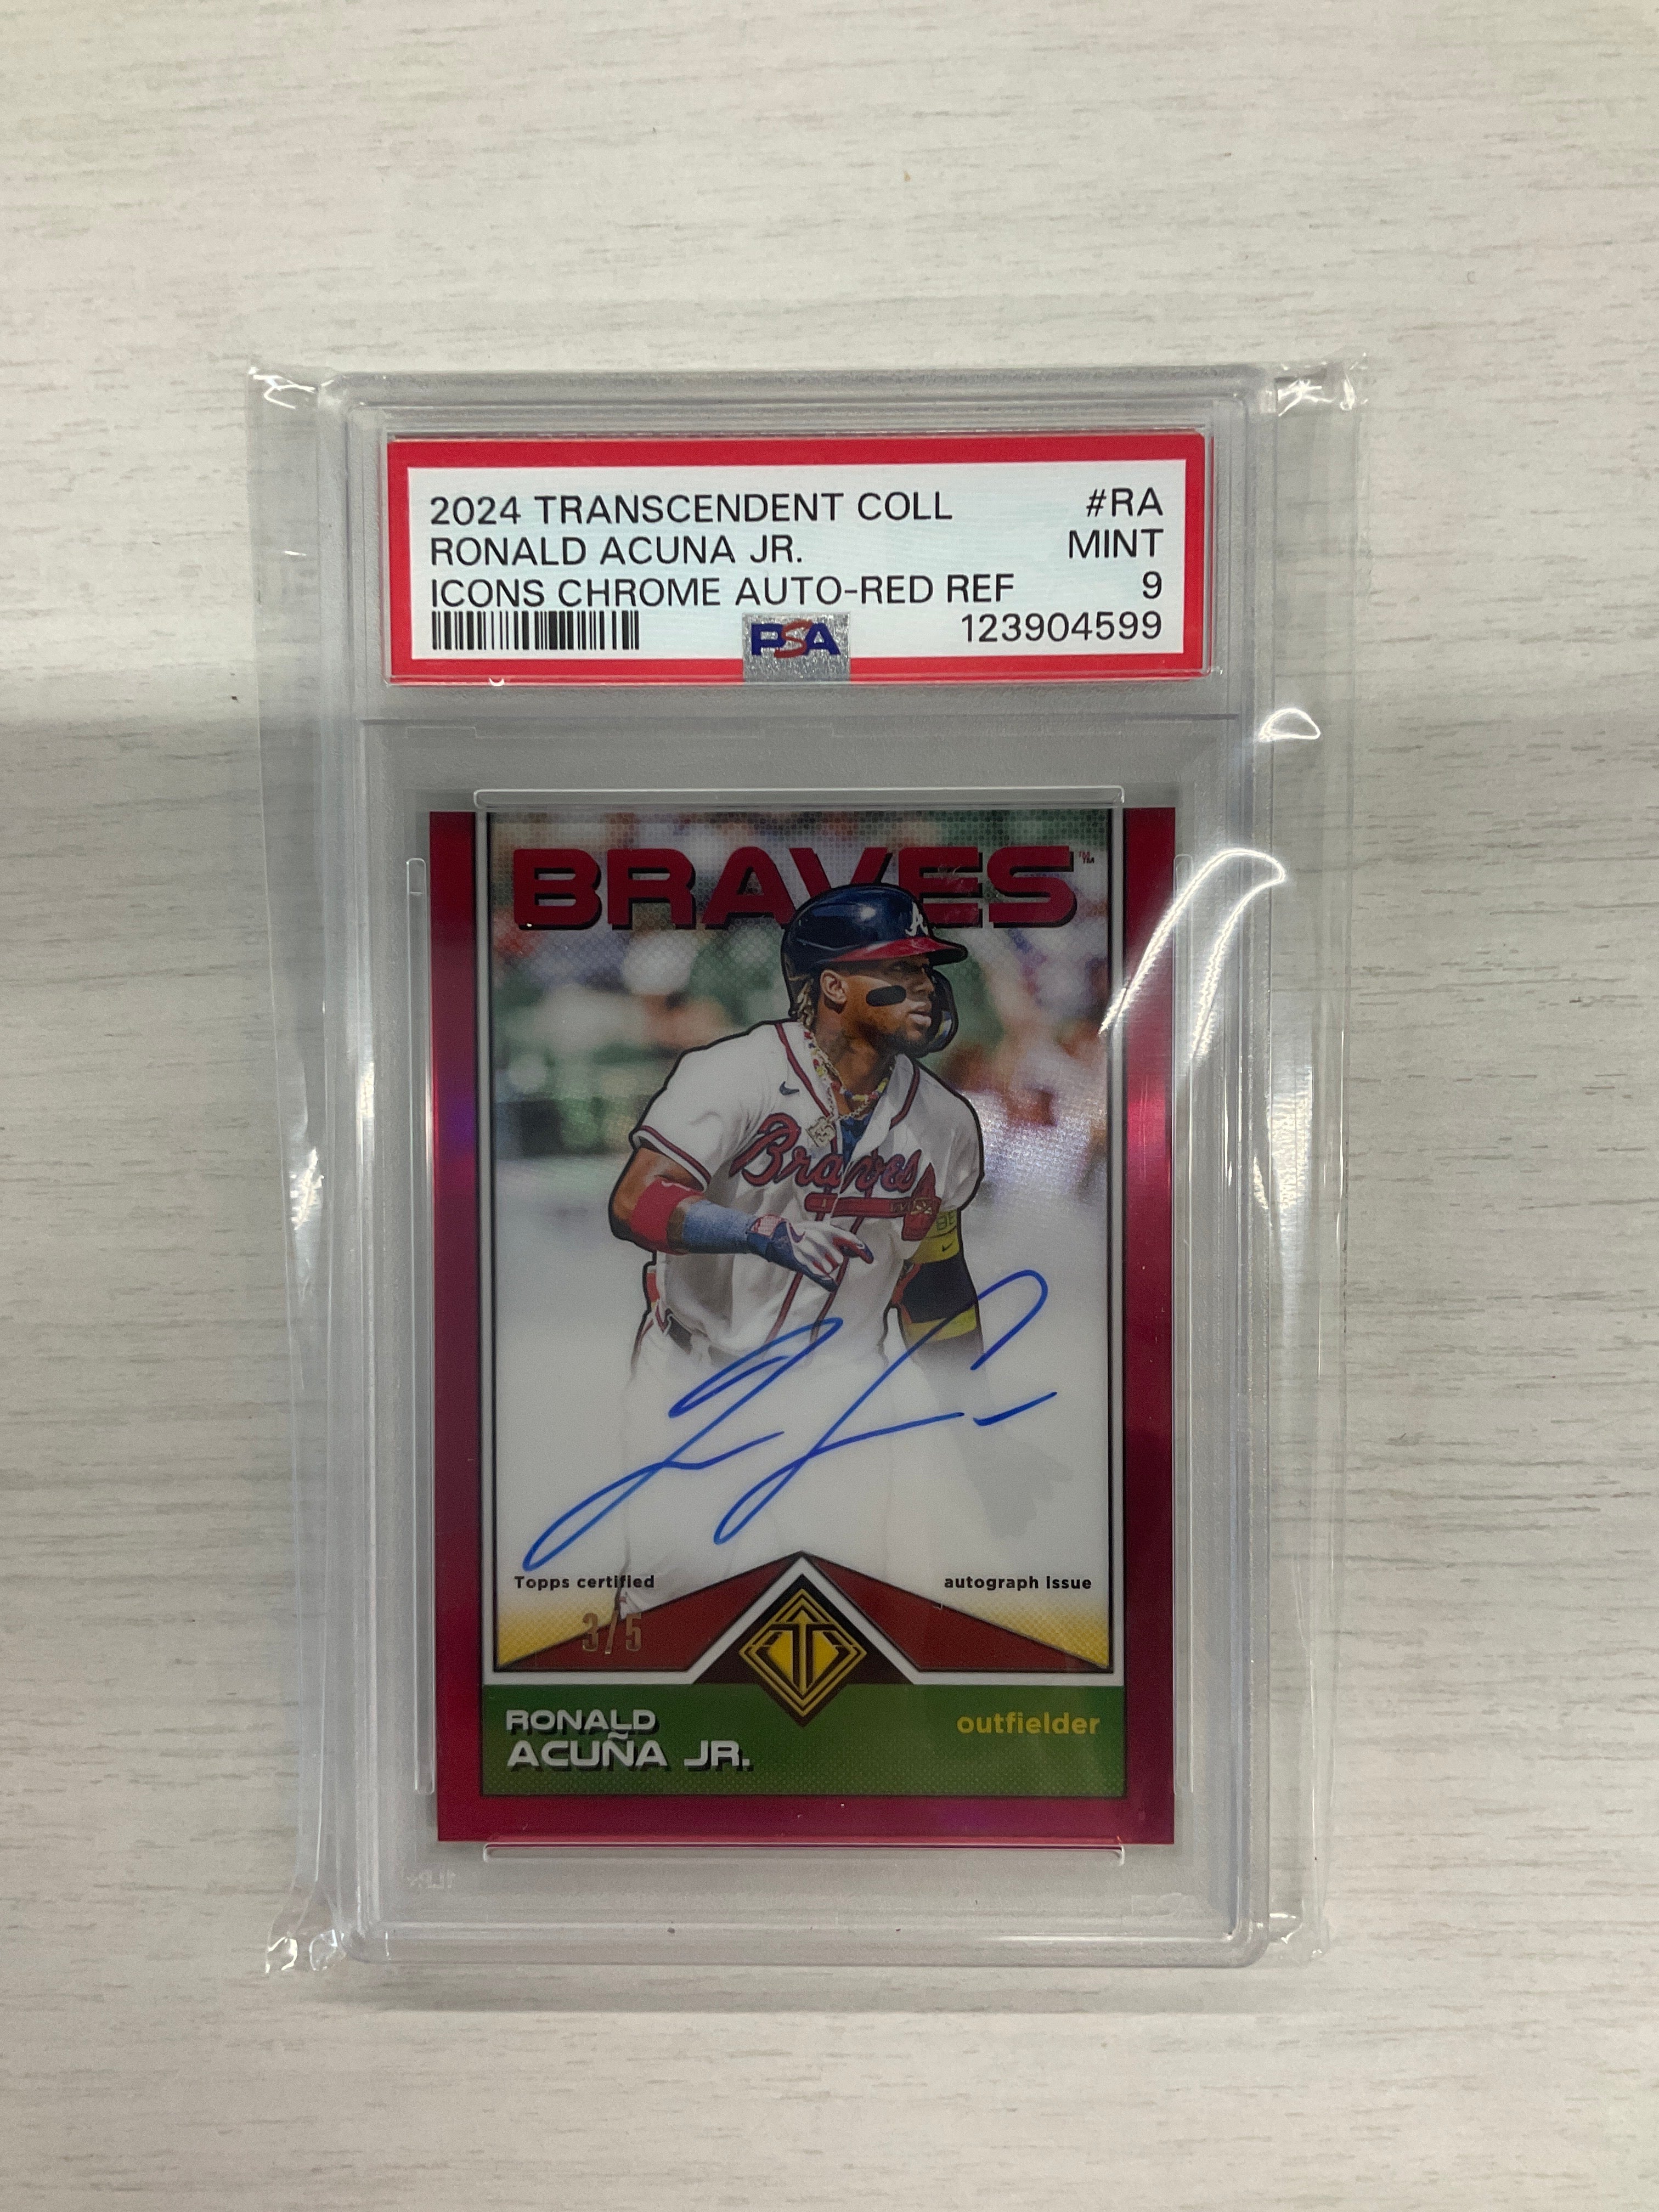 2024 TRANSCENDENT COLL #RA
RONALD ACUNA JR. MINT
ICONS CHROME AUTO-RED REF 9
PSA 123904599
BRAVES™
A
Braves
Topps certified autograph issue
3/5
T
RONALD
ACUÑA JR.
outfielder